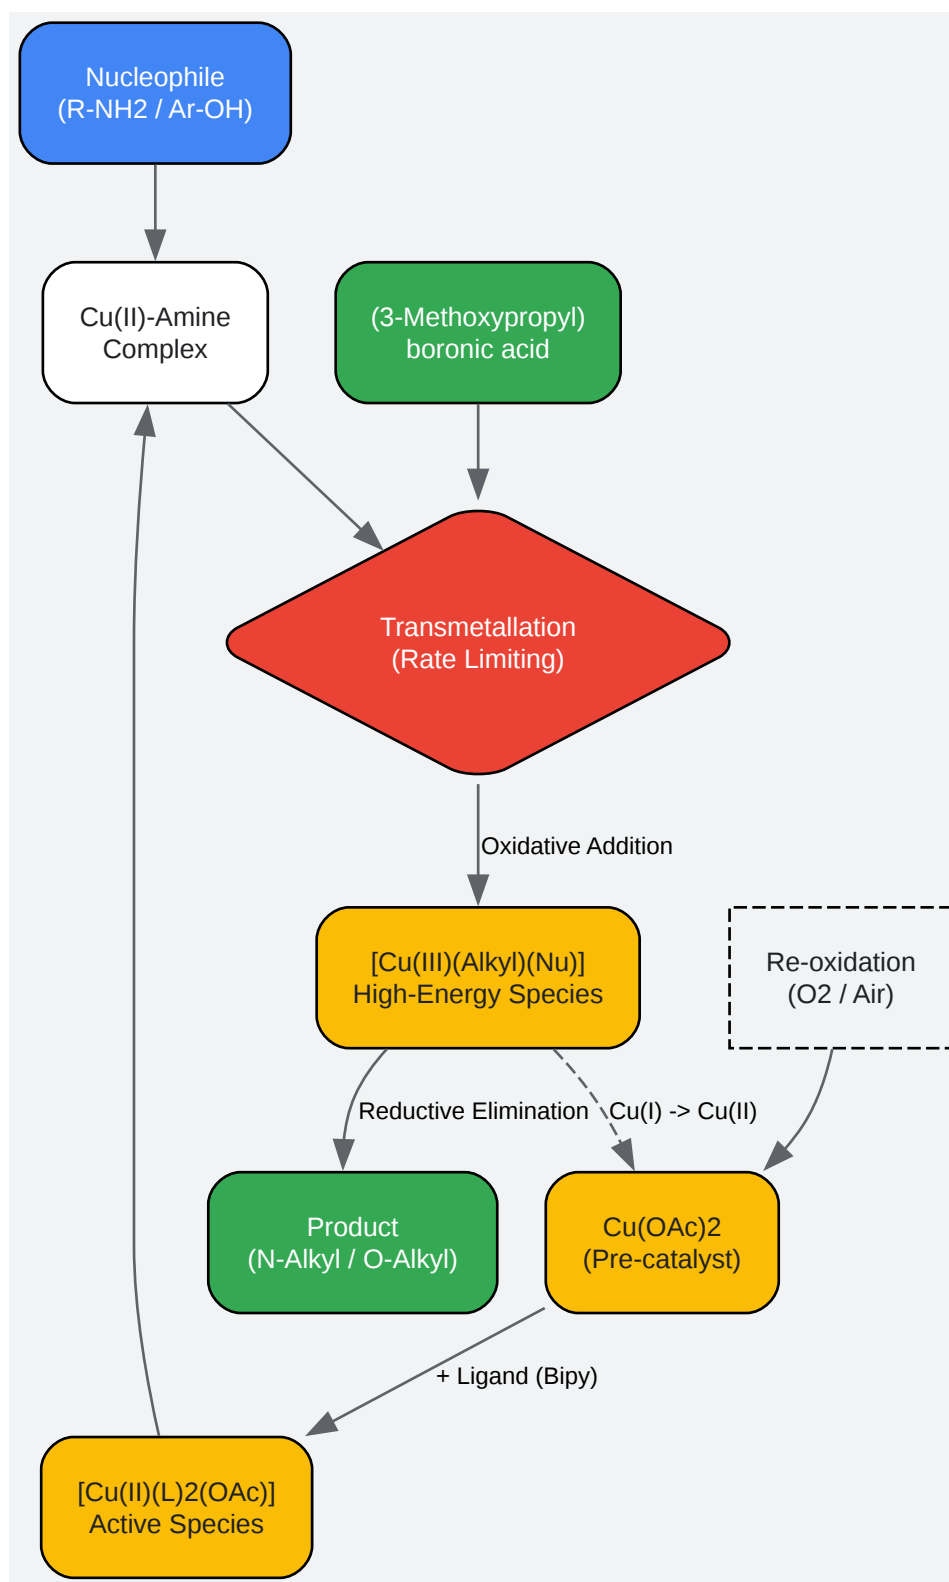 Nucleophile
(R-NH2 / Ar-OH)
Cu(II)-Amine
Complex
(3-Methoxypropyl)
boronic acid
Transmetallation
(Rate Limiting)
Oxidative Addition
[Cu(III)(Alkyl)(Nu)]
High-Energy Species
Re-oxidation
(O2 / Air)
Reductive Elimination
Cu(I) -> Cu(II)
Product
(N-Alkyl / O-Alkyl)
Cu(OAc)2
(Pre-catalyst)
+ Ligand (Bipy)
[Cu(II)(L)2(OAc)]
Active Species